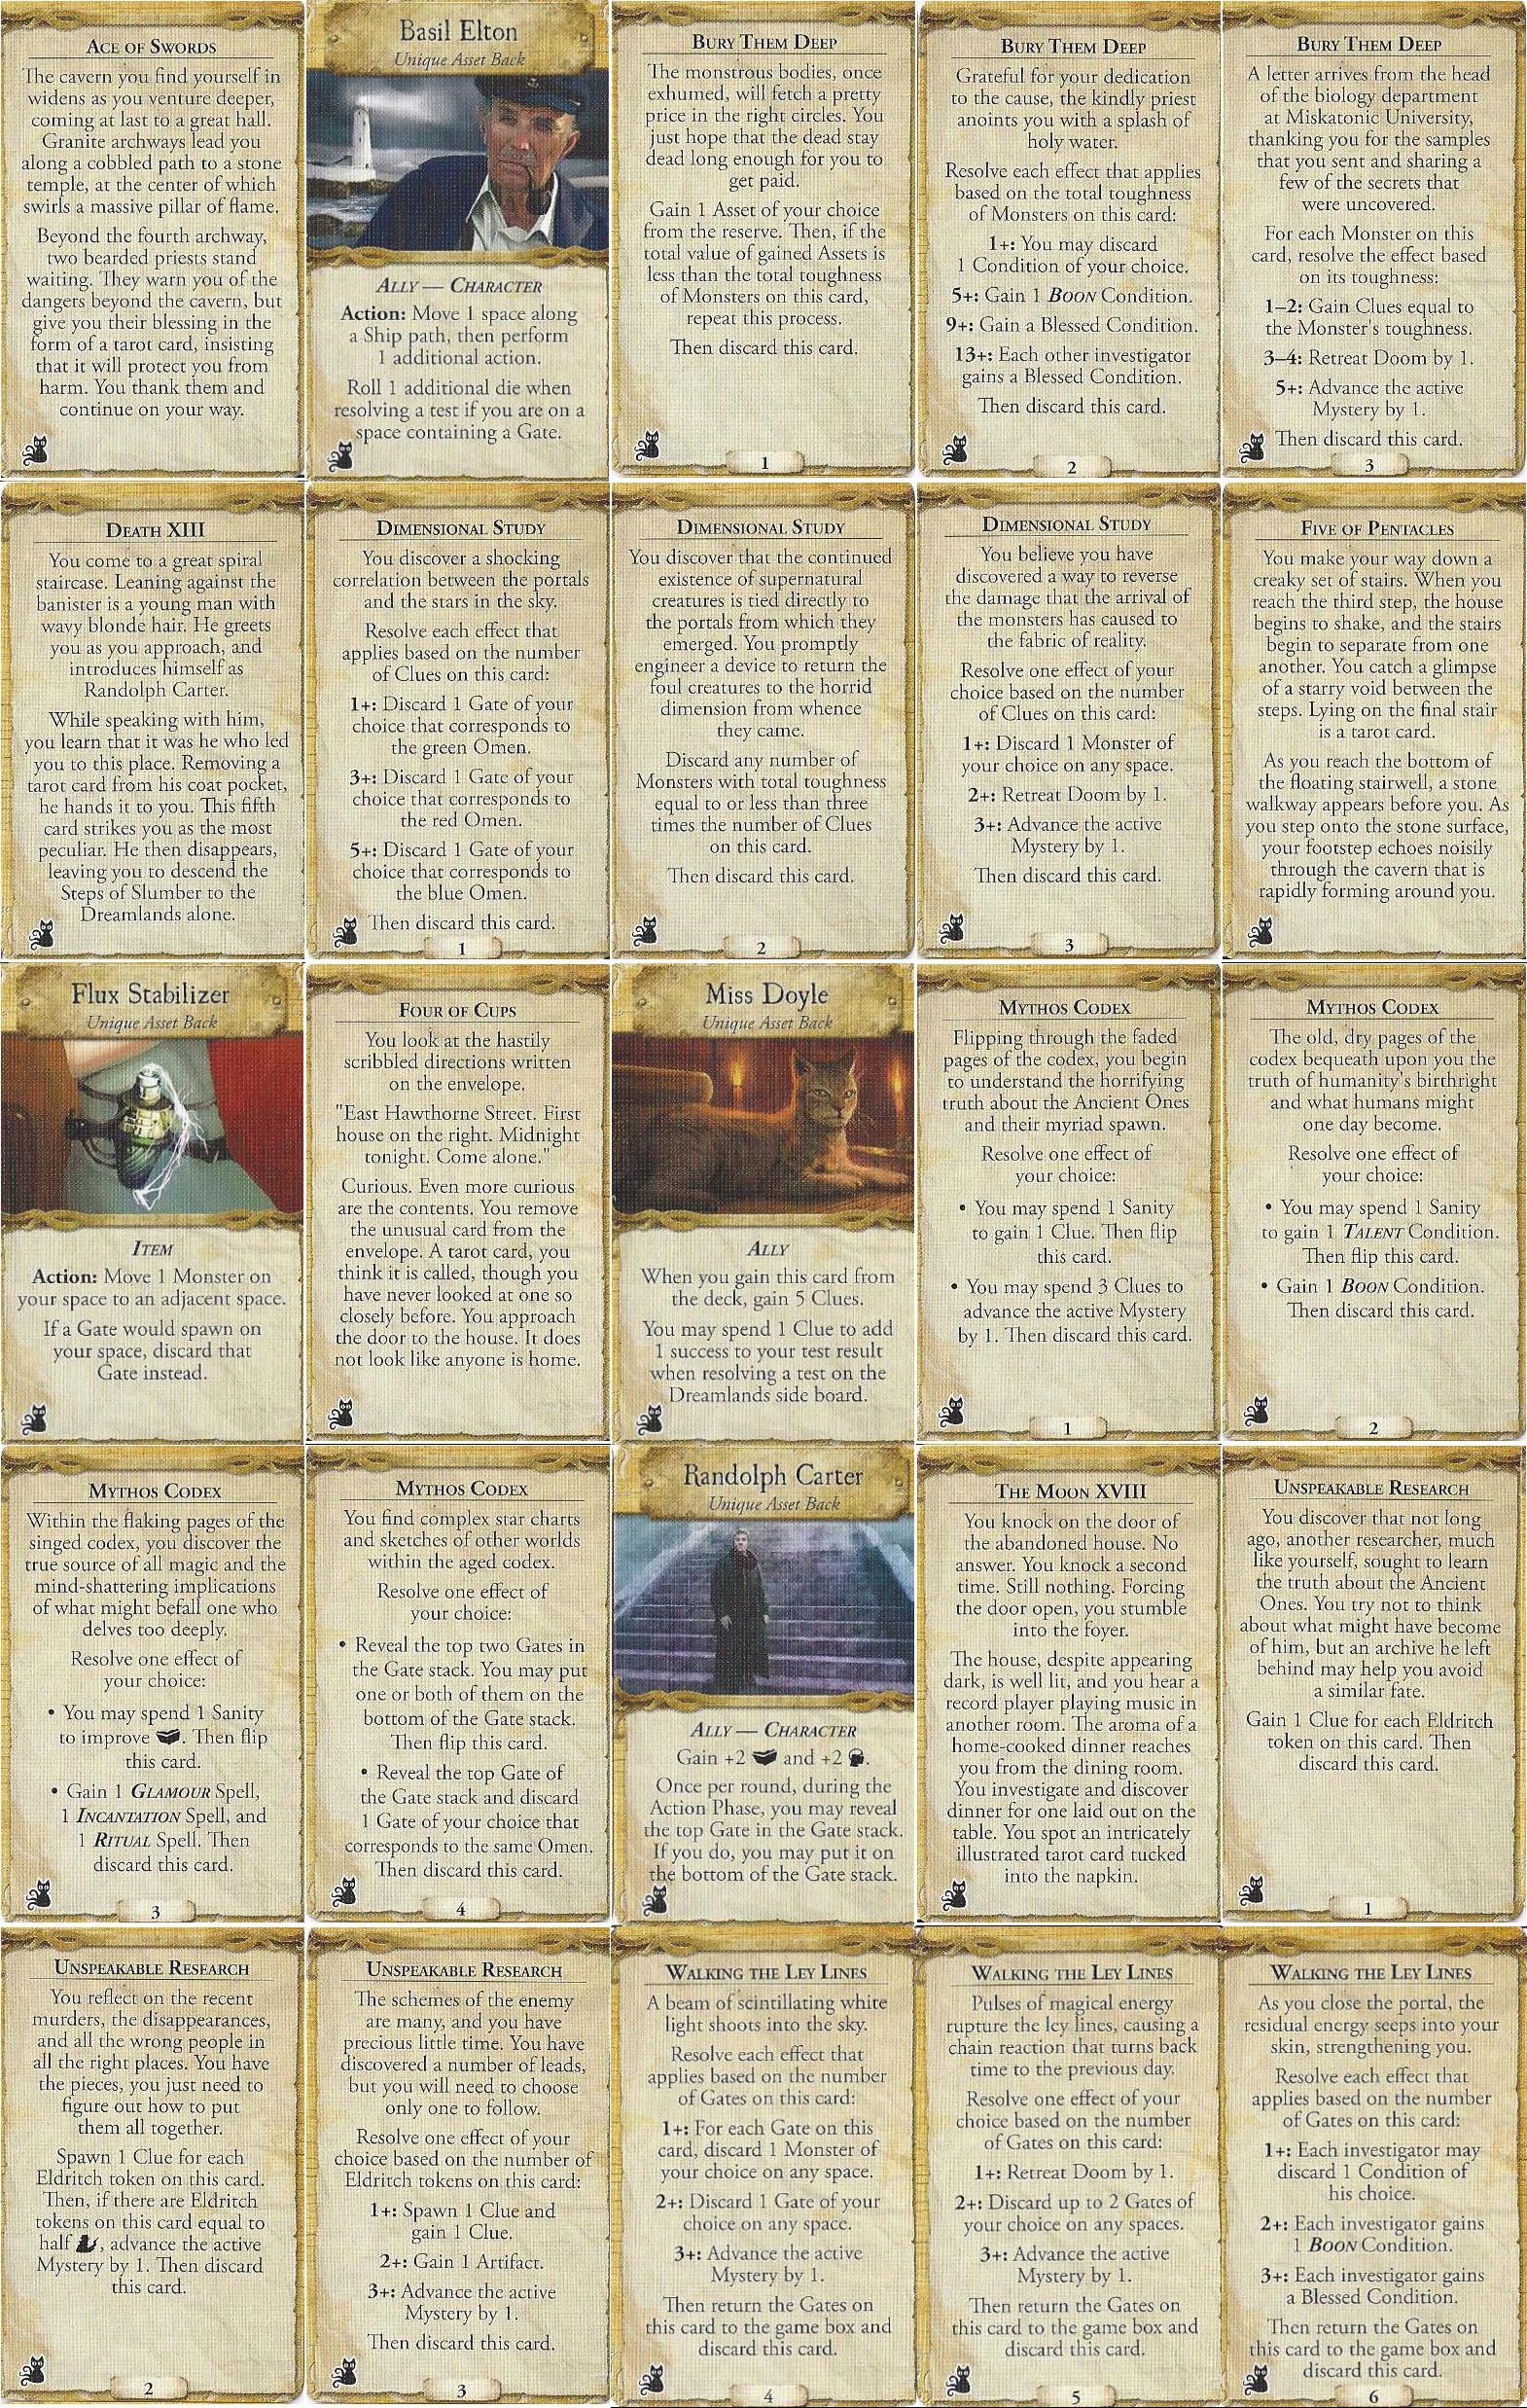 ACE OF SWORDS
The cavern you find yourself in
widens as you venture deeper,
coming at last to a great hall.
Granite archways lead you
along a cobbled path to a stone
temple, at the center of which
swirls a massive pillar of flame.
Beyond the fourth archway,
two bearded priests stand
waiting. They warn you of the
dangers beyond the cavern, but
give you their blessing in the
form of a tarot card, insisting
that it will protect you from
harm. You thank them and
continue on your way.
Basil Elton
Unique Asset Back
ALLY — CHARACTER
Action: Move 1 space along
a Ship path, then perform
1 additional action.
Roll 1 additional die when
resolving a test if you are on a
space containing a Gate.
BURY THEM DEEP
The monstrous bodies, once
exhumed, will fetch a pretty
price in the right circles. You
just hope that the dead stay
dead long enough for you to
get paid.
Gain 1 Asset of your choice
from the reserve. Then, if the
total value of gained Assets is
less than the total toughness
of Monsters on this card,
repeat this process.
Then discard this card.
1
BURY THEM DEEP
Grateful for your dedication
to the cause, the kindly priest
anoints you with a splash of
holy water.
Resolve each effect that applies
based on the total toughness
of Monsters on this card:
1+: You may discard
1 Condition of your choice.
5+: Gain 1 BOON Condition.
9+: Gain a Blessed Condition.
13+: Each other investigator
gains a Blessed Condition.
Then discard this card.
2
BURY THEM DEEP
A letter arrives from the head
of the biology department
at Miskatonic University,
thanking you for the samples
that you sent and sharing a
few of the secrets that
were uncovered.
For each Monster on this
card, resolve the effect based
on its toughness:
1–2: Gain Clues equal to
the Monster's toughness.
3–4: Retreat Doom by 1.
5+: Advance the active
Mystery by 1.
Then discard this card.
3
DEATH XIII
You come to a great spiral
staircase. Leaning against the
banister is a young man with
wavy blonde hair. He greets
you as you approach, and
introduces himself as
Randolph Carter.
While speaking with him,
you learn that it was he who led
you to this place. Removing a
tarot card from his coat pocket,
he hands it to you. This fifth
card strikes you as the most
peculiar. He then disappears,
leaving you to descend the
Steps of Slumber to the
Dreamlands alone.
DIMENSIONAL STUDY
You discover a shocking
correlation between the portals
and the stars in the sky.
Resolve each effect that
applies based on the number
of Clues on this card:
1+: Discard 1 Gate of your
choice that corresponds to
the green Omen.
3+: Discard 1 Gate of your
choice that corresponds to
the red Omen.
5+: Discard 1 Gate of your
choice that corresponds to
the blue Omen.
Then discard this card.
1
DIMENSIONAL STUDY
You discover that the continued
existence of supernatural
creatures is tied directly to
the portals from which they
emerged. You promptly
engineer a device to return the
foul creatures to the horrid
dimension from whence
they came.
Discard any number of
Monsters with total toughness
equal to or less than three
times the number of Clues
on this card.
Then discard this card.
2
DIMENSIONAL STUDY
You believe you have
discovered a way to reverse
the damage that the arrival of
the monsters has caused to
the fabric of reality.
Resolve one effect of your
choice based on the number
of Clues on this card:
1+: Discard 1 Monster of
your choice on any space.
2+: Retreat Doom by 1.
3+: Advance the active
Mystery by 1.
Then discard this card.
3
FIVE OF PENTACLES
You make your way down a
creaky set of stairs. When you
reach the third step, the house
begins to shake, and the stairs
begin to separate from one
another. You catch a glimpse
of a starry void between the
steps. Lying on the final stair
is a tarot card.
As you reach the bottom of
the floating stairwell, a stone
walkway appears before you. As
you step onto the stone surface,
your footstep echoes noisily
through the cavern that is
rapidly forming around you.
Flux Stabilizer
Unique Asset Back
ITEM
Action: Move 1 Monster on
your space to an adjacent space.
If a Gate would spawn on
your space, discard that
Gate instead.
FOUR OF CUPS
You look at the hastily
scribbled directions written
on the envelope.
"East Hawthorne Street. First
house on the right. Midnight
tonight. Come alone."
Curious. Even more curious
are the contents. You remove
the unusual card from the
envelope. A tarot card, you
think it is called, though you
have never looked at one so
closely before. You approach
the door to the house. It does
not look like anyone is home.
Miss Doyle
Unique Asset Back
ALLY
When you gain this card from
the deck, gain 5 Clues.
You may spend 1 Clue to add
1 success to your test result
when resolving a test on the
Dreamlands side board.
MYTHOS CODEX
Flipping through the faded
pages of the codex, you begin
to understand the horrifying
truth about the Ancient Ones
and their myriad spawn.
Resolve one effect of
your choice:
• You may spend 1 Sanity
to gain 1 Clue. Then flip
this card.
• You may spend 3 Clues to
advance the active Mystery
by 1. Then discard this card.
1
MYTHOS CODEX
The old, dry pages of the
codex bequeath upon you the
truth of humanity's birthright
and what humans might
one day become.
Resolve one effect of
your choice:
• You may spend 1 Sanity
to gain 1 TALENT Condition.
Then flip this card.
• Gain 1 BOON Condition.
Then discard this card.
2
MYTHOS CODEX
Within the flaking pages of the
singed codex, you discover the
true source of all magic and the
mind-shattering implications
of what might befall one who
delves too deeply.
Resolve one effect of
your choice:
• You may spend 1 Sanity
to improve . Then flip
this card.
• Gain 1 GLAMOUR Spell,
1 INCANTATION Spell, and
1 RITUAL Spell. Then
discard this card.
3
MYTHOS CODEX
You find complex star charts
and sketches of other worlds
within the aged codex.
Resolve one effect of
your choice:
• Reveal the top two Gates in
the Gate stack. You may put
one or both of them on the
bottom of the Gate stack.
Then flip this card.
• Reveal the top Gate of
the Gate stack and discard
1 Gate of your choice that
corresponds to the same Omen.
Then discard this card.
4
Randolph Carter
Unique Asset Back
ALLY — CHARACTER
Gain +2 and +2 .
Once per round, during the
Action Phase, you may reveal
the top Gate in the Gate stack.
If you do, you may put it on
the bottom of the Gate stack.
THE MOON XVIII
You knock on the door of
the abandoned house. No
answer. You knock a second
time. Still nothing. Forcing
the door open, you stumble
into the foyer.
The house, despite appearing
dark, is well lit, and you hear a
record player playing music in
another room. The aroma of a
home-cooked dinner reaches
you from the dining room.
You investigate and discover
dinner for one laid out on the
table. You spot an intricately
illustrated tarot card tucked
into the napkin.
UNSPEAKABLE RESEARCH
You discover that not long
ago, another researcher, much
like yourself, sought to learn
the truth about the Ancient
Ones. You try not to think
about what might have become
of him, but an archive he left
behind may help you avoid
a similar fate.
Gain 1 Clue for each Eldritch
token on this card. Then
discard this card.
1
UNSPEAKABLE RESEARCH
You reflect on the recent
murders, the disappearances,
and all the wrong people in
all the right places. You have
the pieces, you just need to
figure out how to put
them all together.
Spawn 1 Clue for each
Eldritch token on this card.
Then, if there are Eldritch
tokens on this card equal to
half , advance the active
Mystery by 1. Then discard
this card.
2
UNSPEAKABLE RESEARCH
The schemes of the enemy
are many, and you have
precious little time. You have
discovered a number of leads,
but you will need to choose
only one to follow.
Resolve one effect of your
choice based on the number of
Eldritch tokens on this card:
1+: Spawn 1 Clue and
gain 1 Clue.
2+: Gain 1 Artifact.
3+: Advance the active
Mystery by 1.
Then discard this card.
3
WALKING THE LEY LINES
A beam of scintillating white
light shoots into the sky.
Resolve each effect that
applies based on the number
of Gates on this card:
1+: For each Gate on this
card, discard 1 Monster of
your choice on any space.
2+: Discard 1 Gate of your
choice on any space.
3+: Advance the active
Mystery by 1.
Then return the Gates on
this card to the game box and
discard this card.
4
WALKING THE LEY LINES
Pulses of magical energy
rupture the ley lines, causing a
chain reaction that turns back
time to the previous day.
Resolve one effect of your
choice based on the number
of Gates on this card:
1+: Retreat Doom by 1.
2+: Discard up to 2 Gates of
your choice on any spaces.
3+: Advance the active
Mystery by 1.
Then return the Gates on
this card to the game box and
discard this card.
5
WALKING THE LEY LINES
As you close the portal, the
residual energy seeps into your
skin, strengthening you.
Resolve each effect that
applies based on the number
of Gates on this card:
1+: Each investigator may
discard 1 Condition of
his choice.
2+: Each investigator gains
1 BOON Condition.
3+: Each investigator gains
a Blessed Condition.
Then return the Gates on
this card to the game box and
discard this card.
6